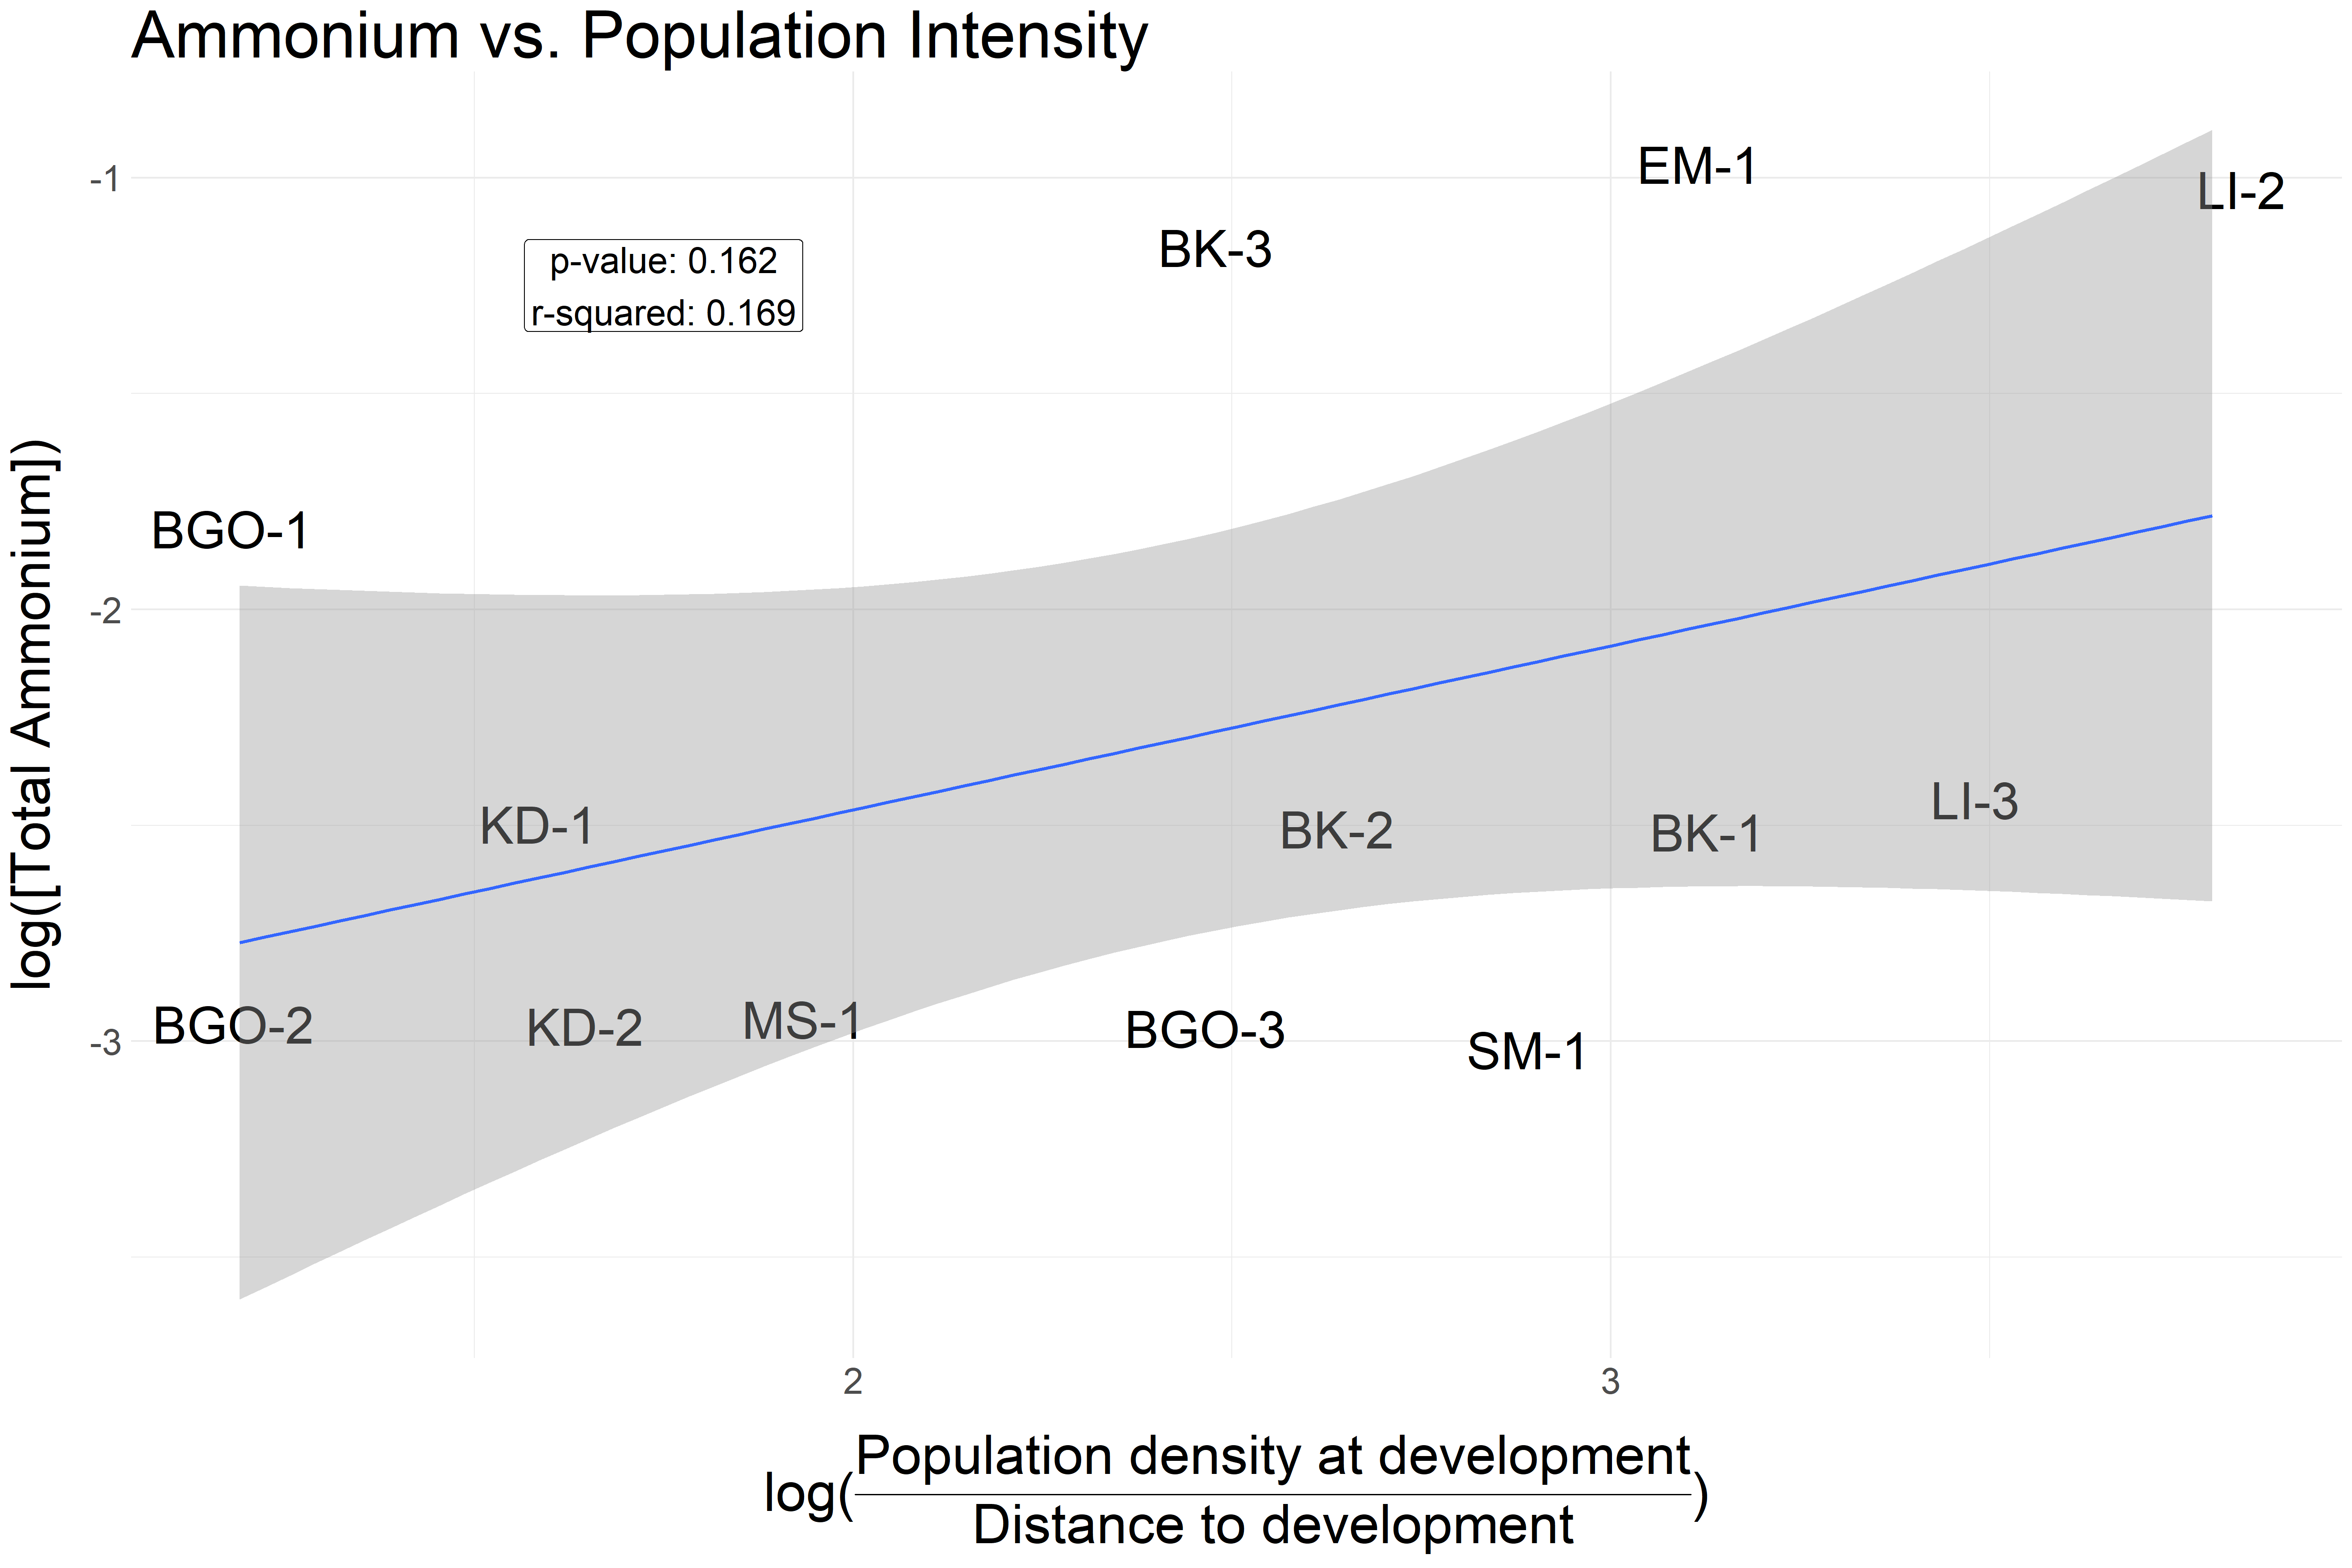 Ammonium vs. Population Intensity
log([Total Ammonium])
-1
-2
-3
p-value: 0.162
r-squared: 0.169
EM-1
LI-2
BK-3
BGO-1
KD-1
BK-2
BK-1
LI-3
BGO-2
KD-2
MS-1
BGO-3
SM-1
2
3
log(Population density at development
Distance to development)